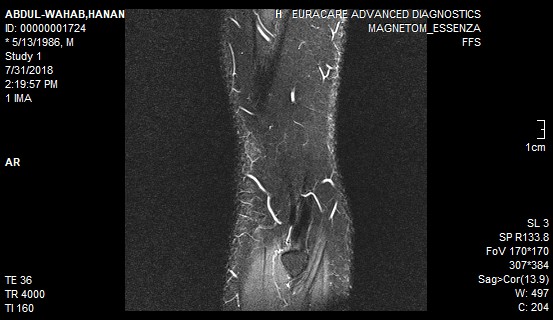 ABDUL-WAHAB,HANAN
ID: 00000001724
* 5/13/1986, M
Study 1
7/31/2018
2:19:57 PM
1 IMA
H EURACARE ADVANCED DIAGNOSTICS
MAGNETOM_ESSENZA
FFS
AR
1cm
TE 36
TR 4000
TI 160
SL 3
SP R133.8
FoV 170*170
307*384
Sag>Cor(13.9)
W: 497
C: 204